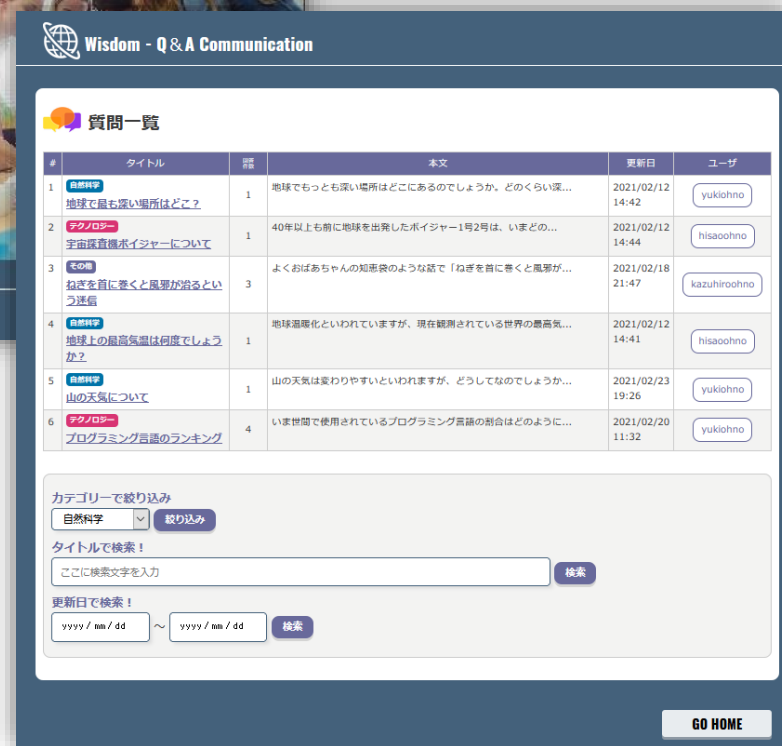 Wisdom - Q&A Communication
質問一覧
# タイトル 本文 更新日 ユーザ
1 自然科学
地球で最も深い場所はどこ？ 1 地球でもっとも深い場所はどこにあるのでしょうか。どのくらい深... 2021/02/12 14:42 yukiohno
2 テクノロジー
宇宙探査機ボイジャーについて 1 40年以上も前に地球を出発したボイジャー1号2号は、いまどの... 2021/02/12 14:44 hisaoohno
3 その他
ねぎを首に巻くと風邪が治るとい
う迷信 3 よくおばあちゃんの知恵袋のような話で「ねぎを首に巻くと風邪が... 2021/02/18 21:47 kazuhiroohno
4 自然科学
地球上の最高気温は何度でしょう
か？ 1 地球温暖化といわれていますが、現在観測されている世界の最高気... 2021/02/12 14:41 hisaoohno
5 自然科学
山の天気について 1 山の天気は変わりやすいといわれますが、どうしてなのでしょうか... 2021/02/23 19:26 yukiohno
6 テクノロジー
プログラミング言語のランキング 4 いま世間で使用されているプログラミング言語の割合はどのように... 2021/02/20 11:32 yukiohno
カテゴリーで絞り込み
自然科学 絞り込み
タイトルで検索！
ここに検索文字を入力 検索
更新日で検索！
yyyy / mm / dd ～ yyyy / mm / dd 検索
GO HOME